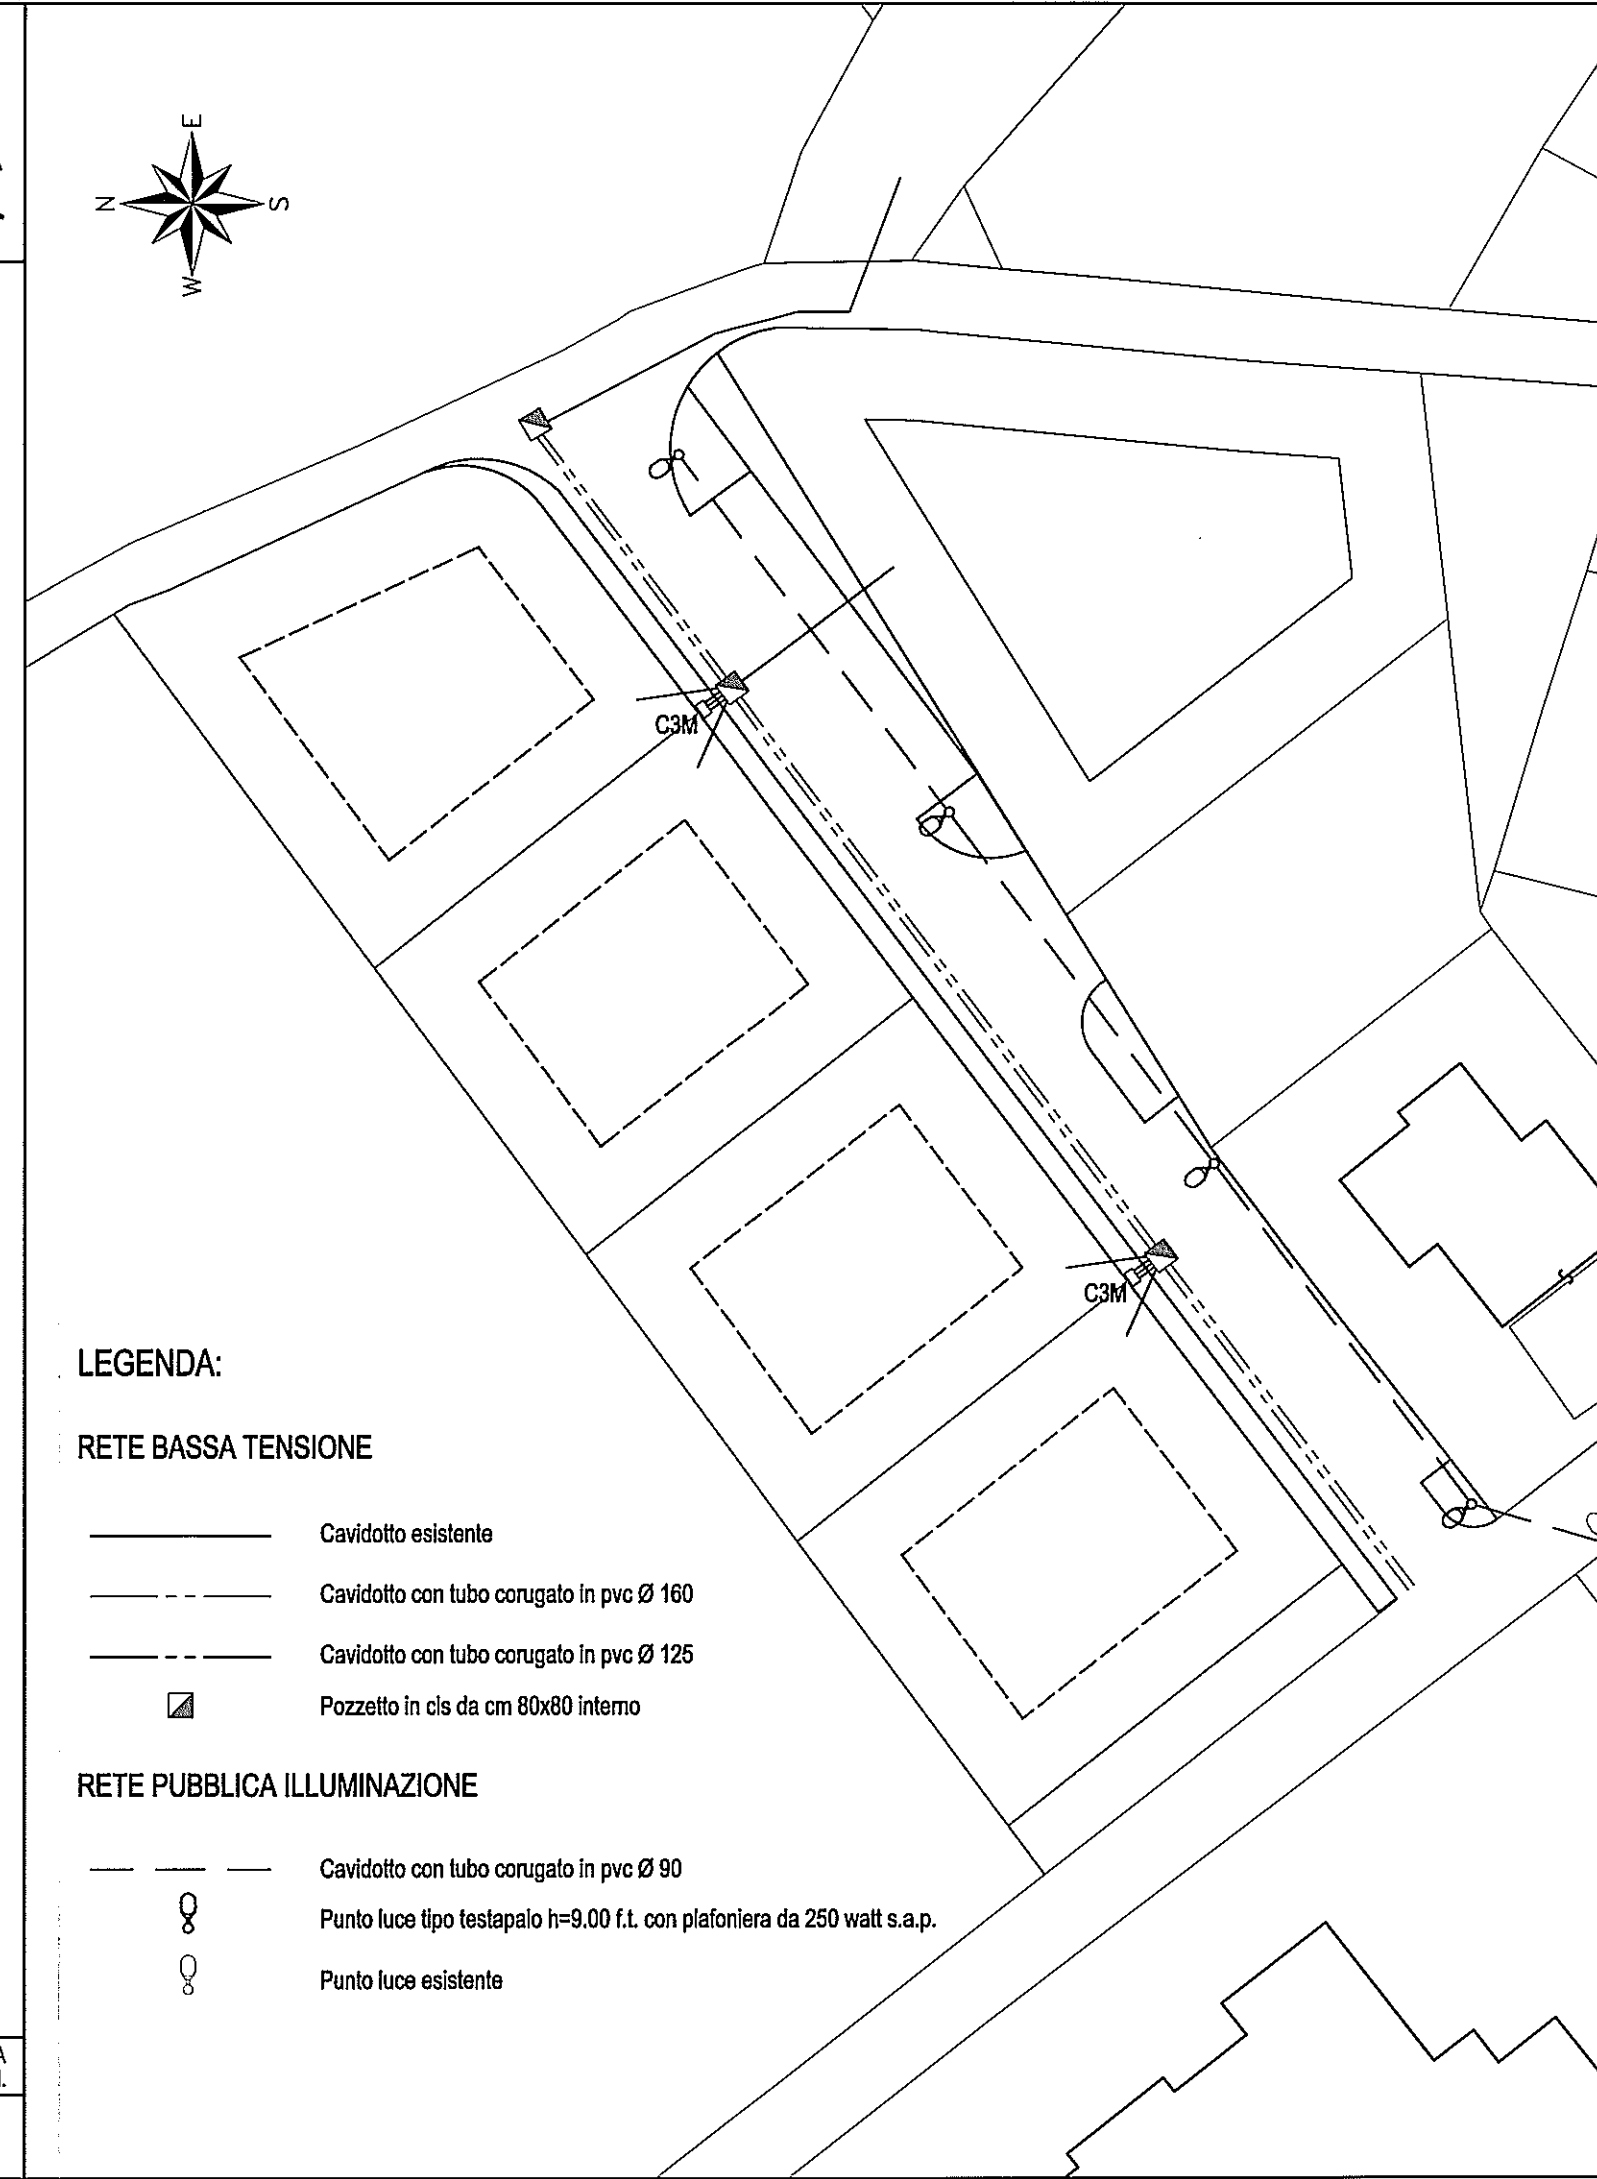 E
N
S
W
C3M
C3M
LEGENDA:
RETE BASSA TENSIONE
Cavidotto esistente
Cavidotto con tubo corugato in pvc Ø 160
Cavidotto con tubo corugato in pvc Ø 125
Pozzetto in cls da cm 80x80 interno
RETE PUBBLICA ILLUMINAZIONE
Cavidotto con tubo corugato in pvc Ø 90
Punto luce tipo testapalo h=9.00 f.t. con plafoniera da 250 watt s.a.p.
Punto luce esistente